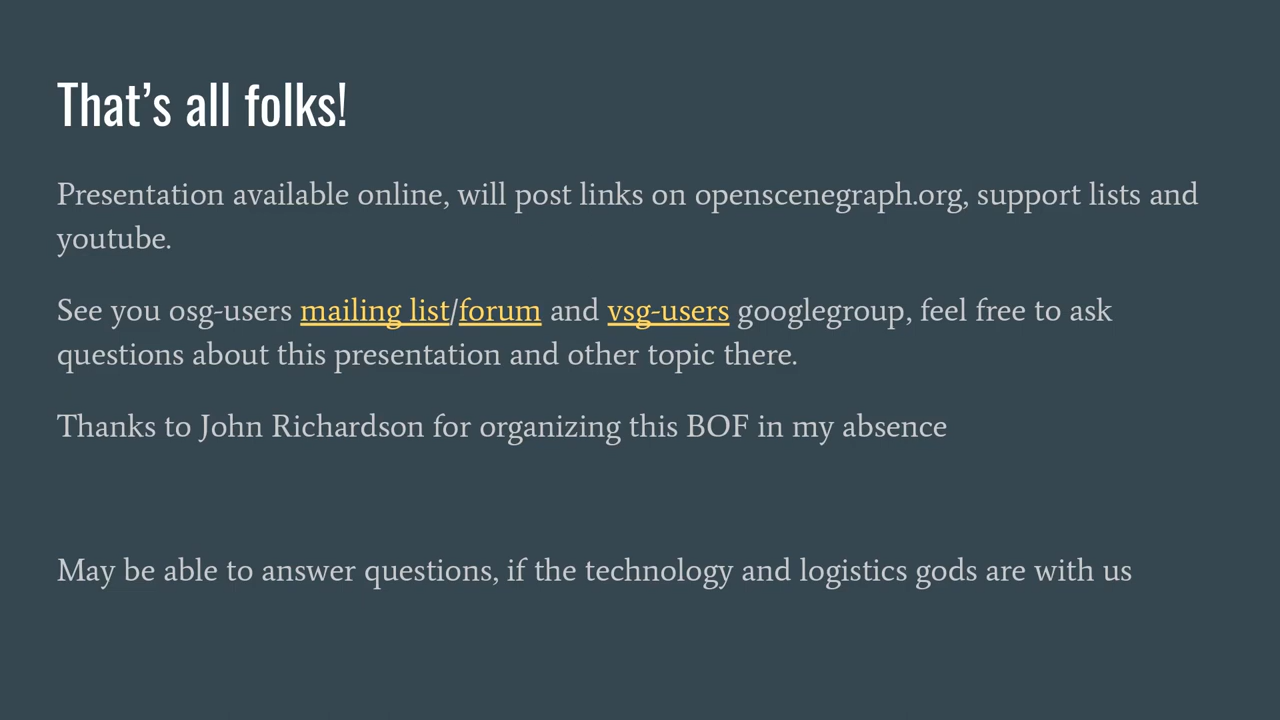 That's all folks!
Presentation available online, will post links on openscenegraph.org, support lists and
youtube.
See you osg-users mailing list/forum and vsg-users googlegroup, feel free to ask
questions about this presentation and other topic there.
Thanks to John Richardson for organizing this BOF in my absence
May be able to answer questions, if the technology and logistics gods are with us